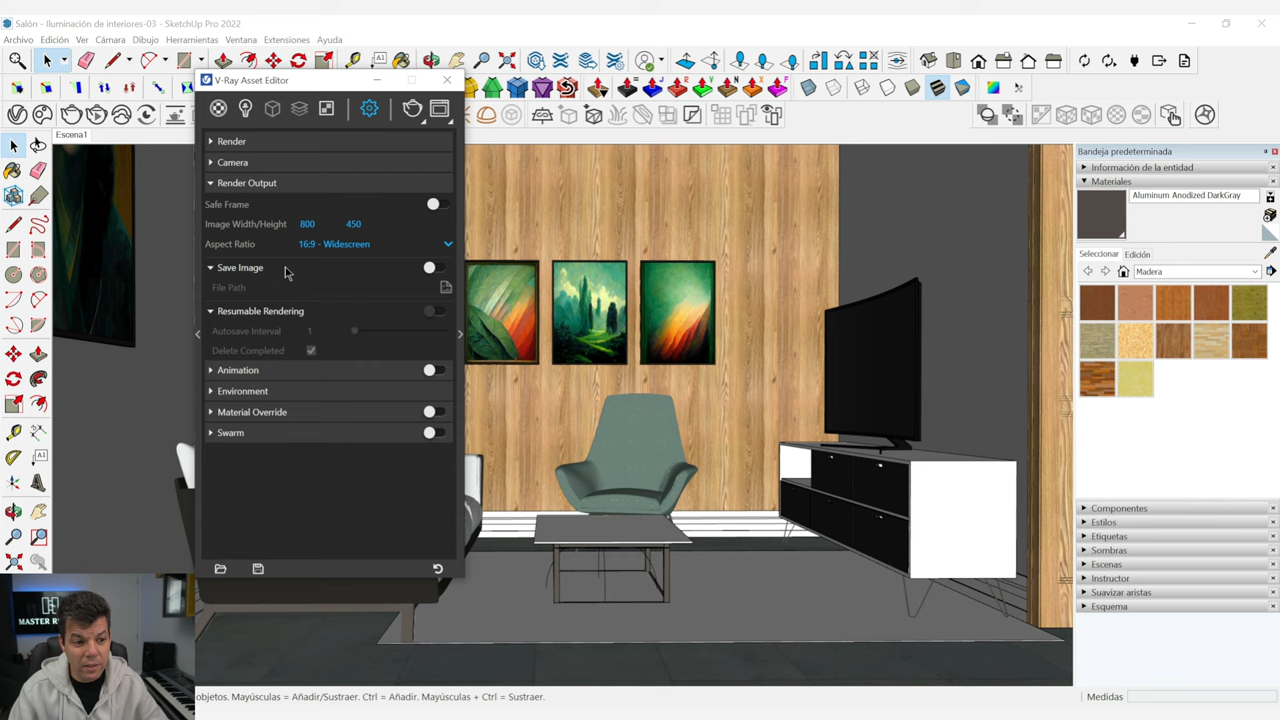 Salón - Iluminación de interiores-03 - SketchUp Pro 2022
Archivo Edición Ver Cámara Dibujo Herramientas Ventana Extensiones Ayuda
V-Ray Asset Editor
Escena1
Render
Camera
Render Output
Safe Frame
Image Width/Height 800 450
Aspect Ratio 16:9 - Widescreen
Save Image
File Path
Resumable Rendering
Autosave Interval 1
Delete Completed
Animation
Environment
Material Override
Swarm
Bandeja predeterminada
Información de la entidad
Materiales
Aluminum Anodized DarkGray
Seleccionar Edición
Madera
Componentes
Estilos
Etiquetas
Sombras
Escenas
Instructor
Suavizar aristas
Esquema
objetos. Mayúsculas = Añadir/Sustraer. Ctrl = Añadir. Mayúsculas + Ctrl = Sustraer.
Medidas